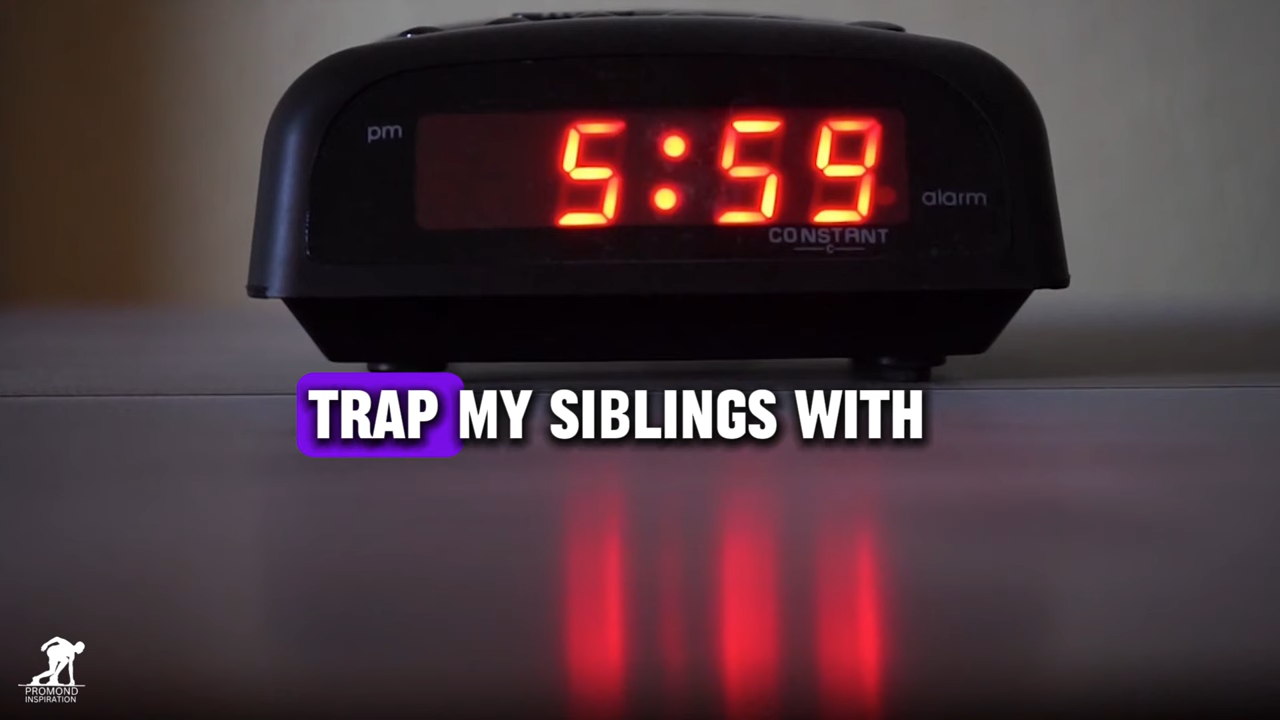 pm
5:59
alarm
CONSTANT
TRAP MY SIBLINGS WITH
PROMOND
INSPIRATION